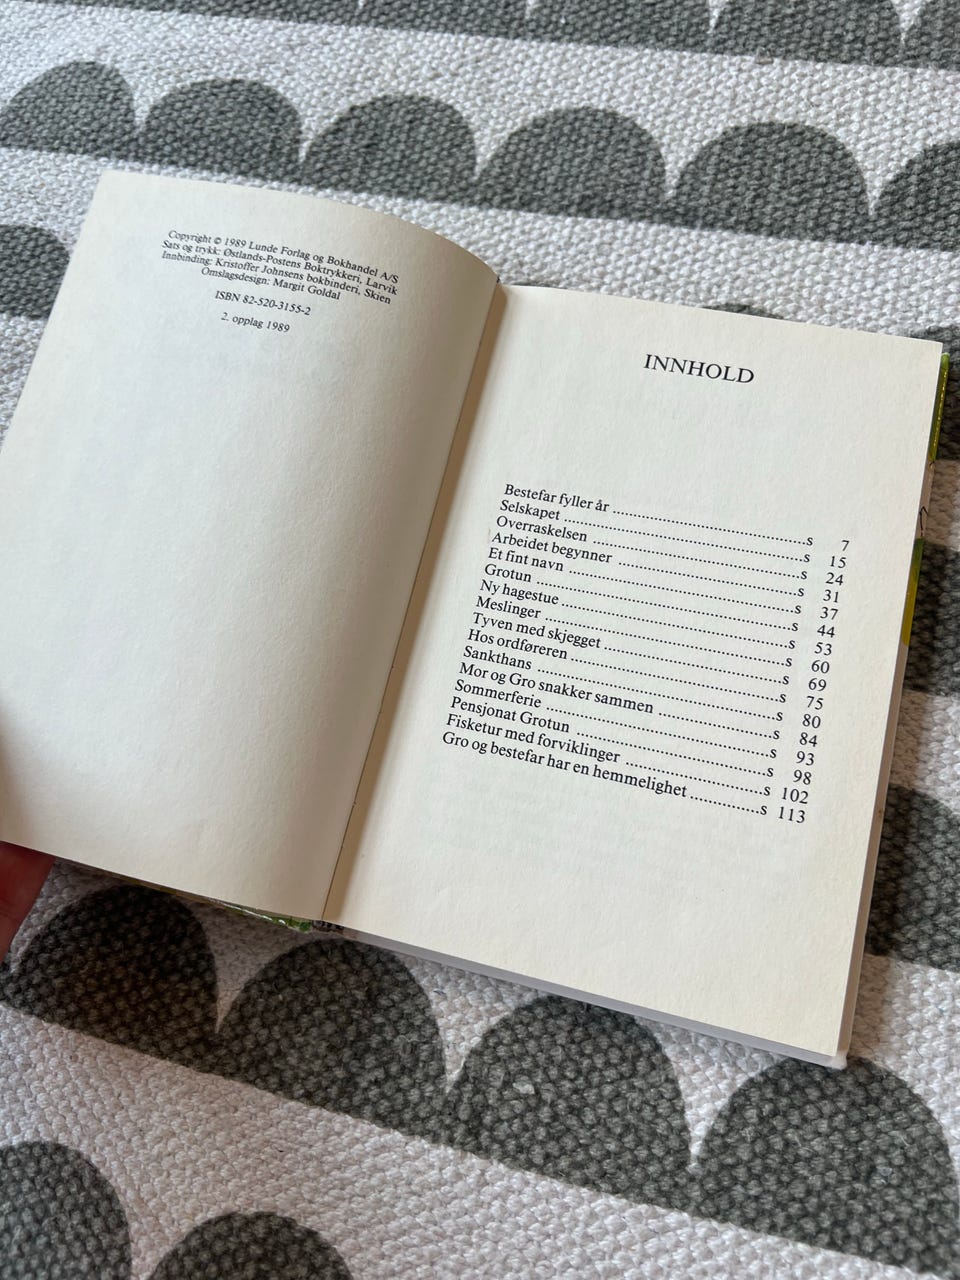 Copyright © 1989 Lunde Forlag og Bokhandel A/S
Sats og trykk: Østlands-Postens Boktrykkeri, Larvik
Innbinding: Kristoffer Johnsens bokbinderi, Skien
Omslagsdesign: Margit Goldal
ISBN 82-520-3155-2
2. opplag 1989
INNHOLD
Bestefar fyller år ........................................s 7
Selskapet ........................................s 15
Overraskelsen ........................................s 24
Arbeidet begynner ........................................s 31
Et fint navn ........................................s 37
Grotun ........................................s 44
Ny hagestue ........................................s 53
Meslinger ........................................s 60
Tyven med skjegget ........................................s 69
Hos ordføreren ........................................s 75
Sankthans ........................................s 80
Mor og Gro snakker sammen ........................s 84
Sommerferie ........................................s 93
Pensjonat Grotun ........................................s 98
Fisketur med forviklinger ..............................s 102
Gro og bestefar har en hemmelighet ..............s 113